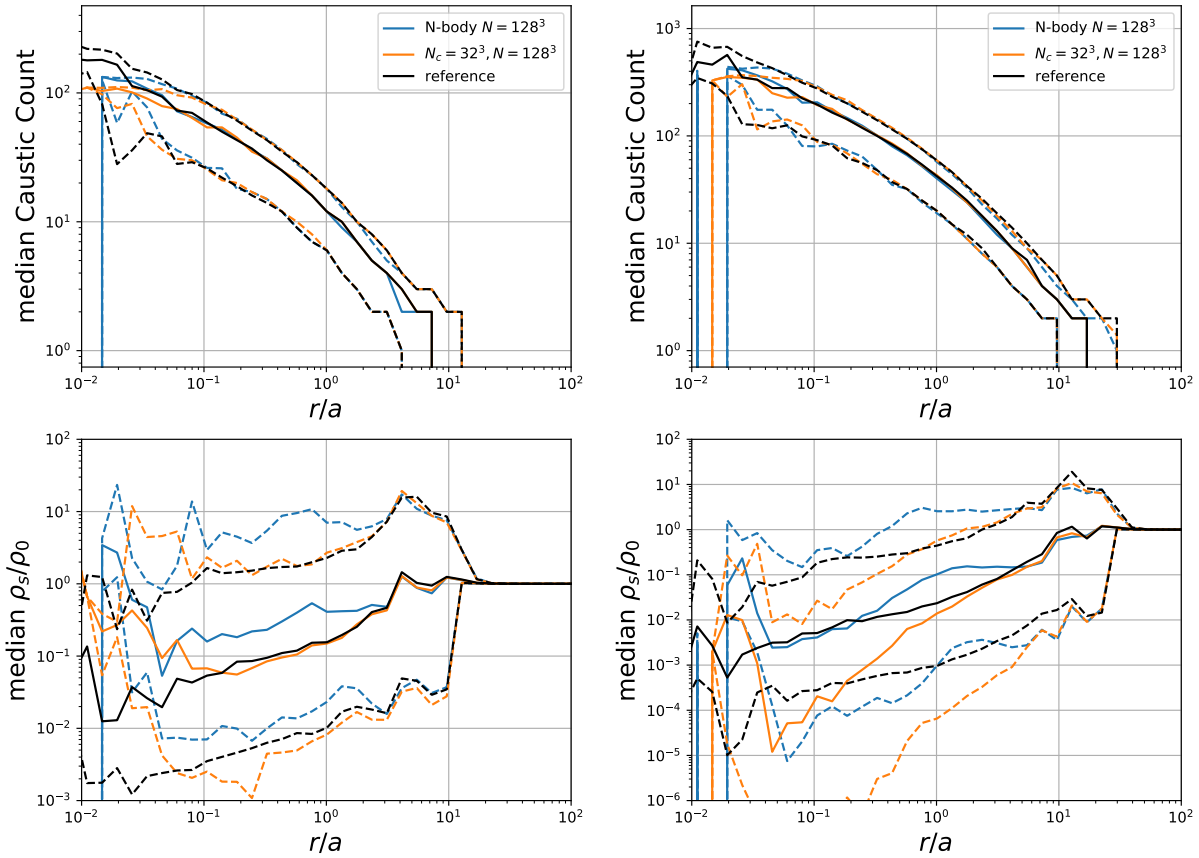 N-body $N = 128^3$
$N_c = 32^3, N = 128^3$
reference
median Caustic Count
$10^2$
$10^1$
$10^0$
$10^{-2}$ $10^{-1}$ $10^0$ $10^1$ $10^2$
$r/a$
N-body $N = 128^3$
$N_c = 32^3, N = 128^3$
reference
median Caustic Count
$10^3$
$10^2$
$10^1$
$10^0$
$10^{-2}$ $10^{-1}$ $10^0$ $10^1$ $10^2$
$r/a$
median $\rho_s/\rho_0$
$10^2$
$10^1$
$10^0$
$10^{-1}$
$10^{-2}$
$10^{-3}$
$10^{-2}$ $10^{-1}$ $10^0$ $10^1$ $10^2$
$r/a$
median $\rho_s/\rho_0$
$10^2$
$10^1$
$10^0$
$10^{-1}$
$10^{-2}$
$10^{-3}$
$10^{-4}$
$10^{-5}$
$10^{-6}$
$10^{-2}$ $10^{-1}$ $10^0$ $10^1$ $10^2$
$r/a$